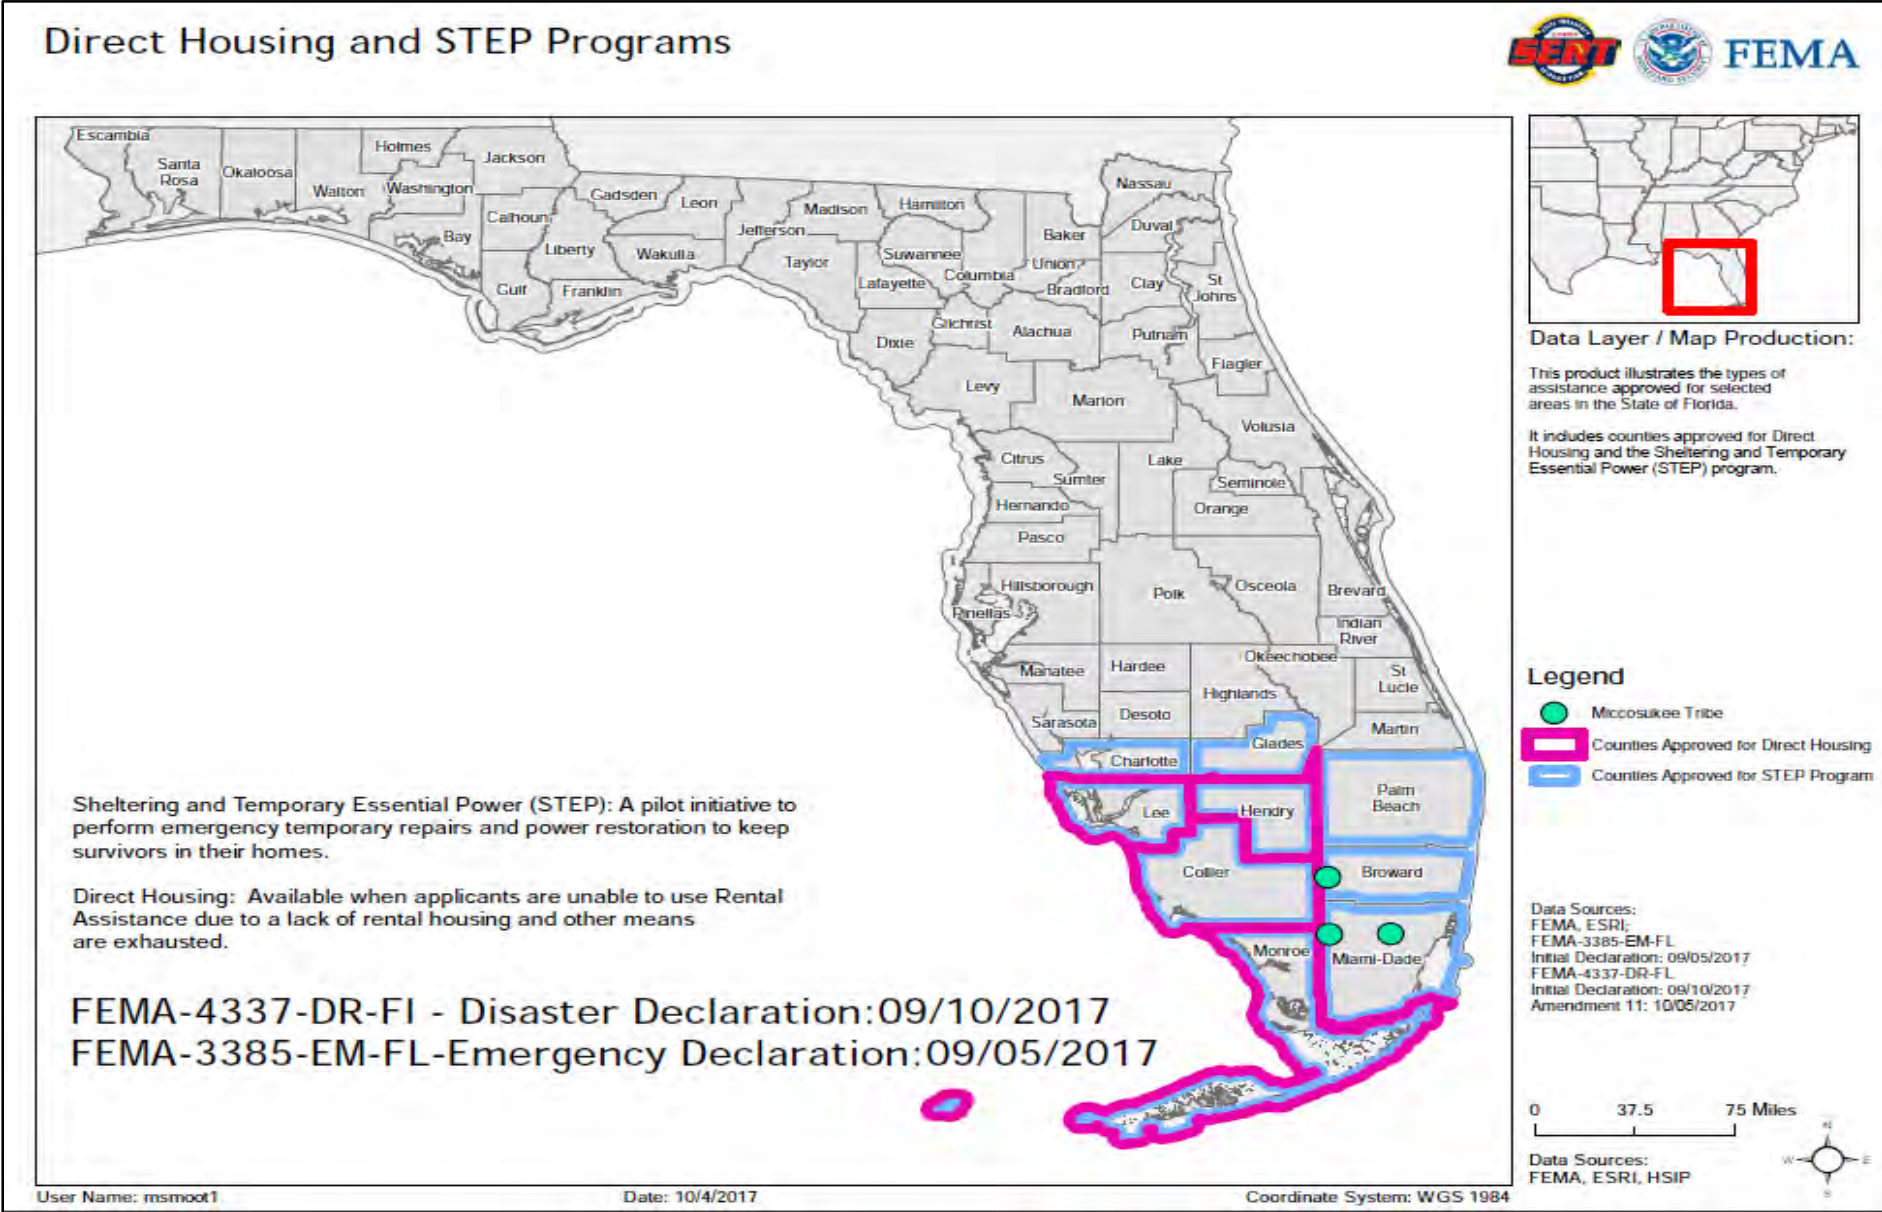 Direct Housing and STEP Programs
SERT
FEMA
Escambia
Santa
Rosa
Okaloosa
Walton
Holmes
Washington
Jackson
Bay
Calhoun
Gulf
Liberty
Franklin
Gadsden
Leon
Wakulla
Jefferson
Madison
Taylor
Hamilton
Suwannee
Lafayette
Columbia
Dixie
Gilchrist
Baker
Union
Bradford
Alachua
Nassau
Duval
Clay
St
Johns
Putnam
Flagler
Levy
Marion
Volusia
Citrus
Sumter
Lake
Seminole
Hernando
Orange
Pasco
Hillsborough
Pinellas
Polk
Osceola
Brevard
Indian
River
Manatee
Hardee
Okeechobee
Highlands
St
Lucie
Sarasota
Desoto
Martin
Charlotte
Glades
Lee
Hendry
Palm
Beach
Collier
Broward
Monroe
Miami-Dade
Sheltering and Temporary Essential Power (STEP): A pilot initiative to
perform emergency temporary repairs and power restoration to keep
survivors in their homes.
Direct Housing: Available when applicants are unable to use Rental
Assistance due to a lack of rental housing and other means
are exhausted.
FEMA-4337-DR-Fl - Disaster Declaration:09/10/2017
FEMA-3385-EM-FL-Emergency Declaration:09/05/2017
Data Layer / Map Production:
This product illustrates the types of
assistance approved for selected
areas in the State of Florida.
It includes counties approved for Direct
Housing and the Sheltering and Temporary
Essential Power (STEP) program.
Legend
Miccosukee Tribe
Counties Approved for Direct Housing
Counties Approved for STEP Program
Data Sources:
FEMA, ESRI;
FEMA-3385-EM-FL
Initial Declaration: 09/05/2017
FEMA-4337-DR-FL
Initial Declaration: 09/10/2017
Amendment 11: 10/05/2017
0 37.5 75 Miles
Data Sources:
FEMA, ESRI, HSIP
N
W E
S
User Name: msmoot1
Date: 10/4/2017
Coordinate System: WGS 1984